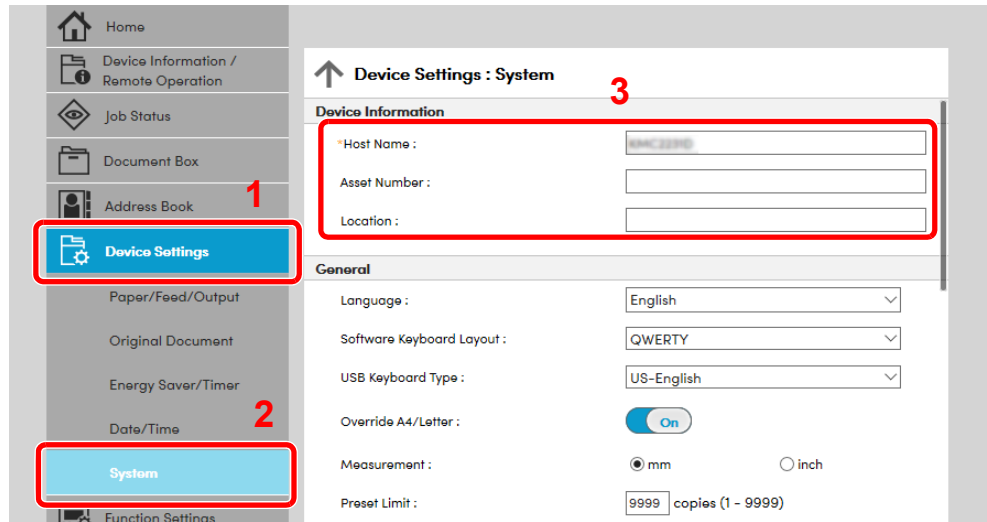 Home
Device Information /
Remote Operation
Job Status
Document Box
Address Book
1
Device Settings
Paper/Feed/Output
Original Document
Energy Saver/Timer
Date/Time
2
System
Function Settings
Device Settings : System
3
Device Information
*Host Name :
Asset Number :
Location :
General
Language : English
Software Keyboard Layout : QWERTY
USB Keyboard Type : US-English
Override A4/Letter : On
Measurement : mm inch
Preset Limit : 9999 copies (1 - 9999)